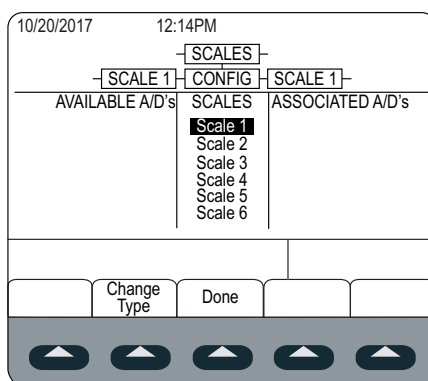 10/20/2017 12:14PM
SCALES
SCALE 1 CONFIG SCALE 1
AVAILABLE A/D's SCALES ASSOCIATED A/D's
Scale 1
Scale 2
Scale 3
Scale 4
Scale 5
Scale 6
Change
Type
Done